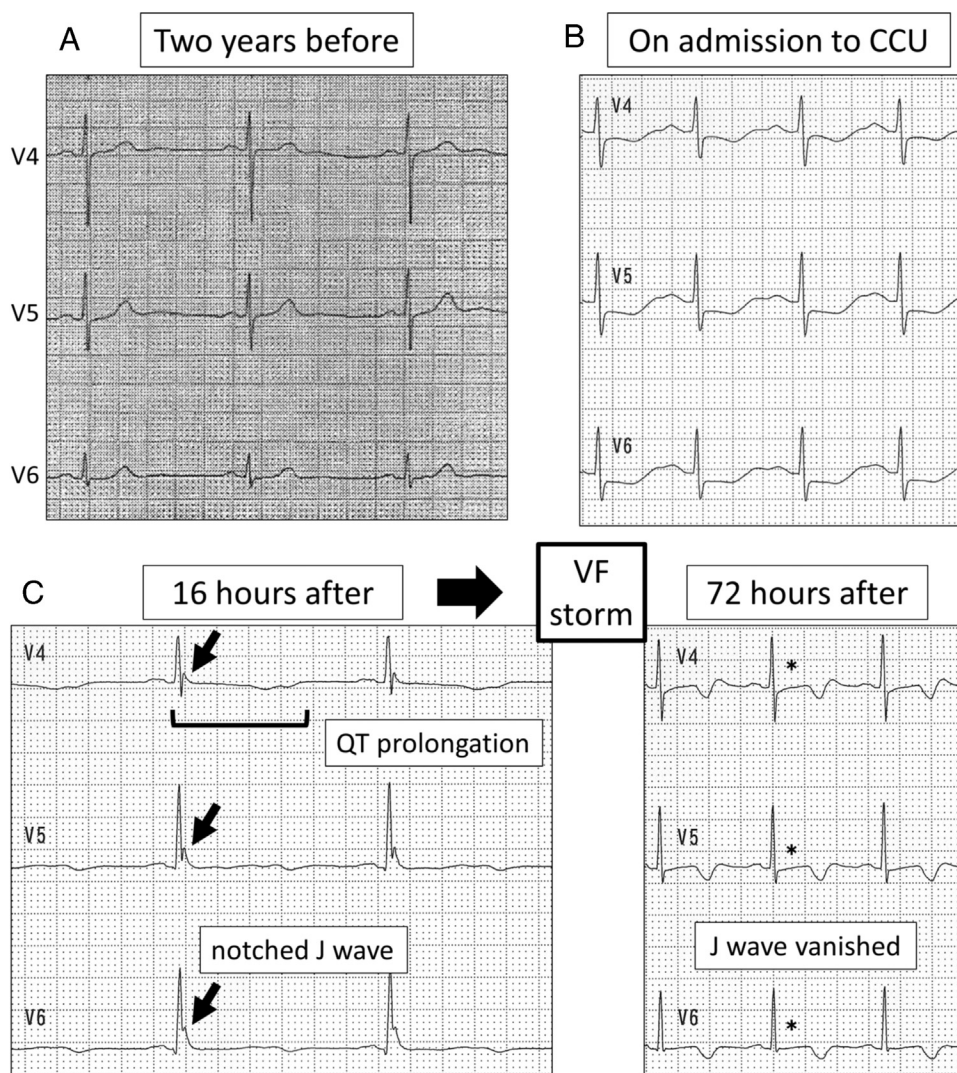 A
Two years before
V4
V5
V6
B
On admission to CCU
V4
V5
V6
C
16 hours after
VF
storm
72 hours after
V4
QT prolongation
V5
notched J wave
V6
V4
*
V5
*
J wave vanished
V6
*